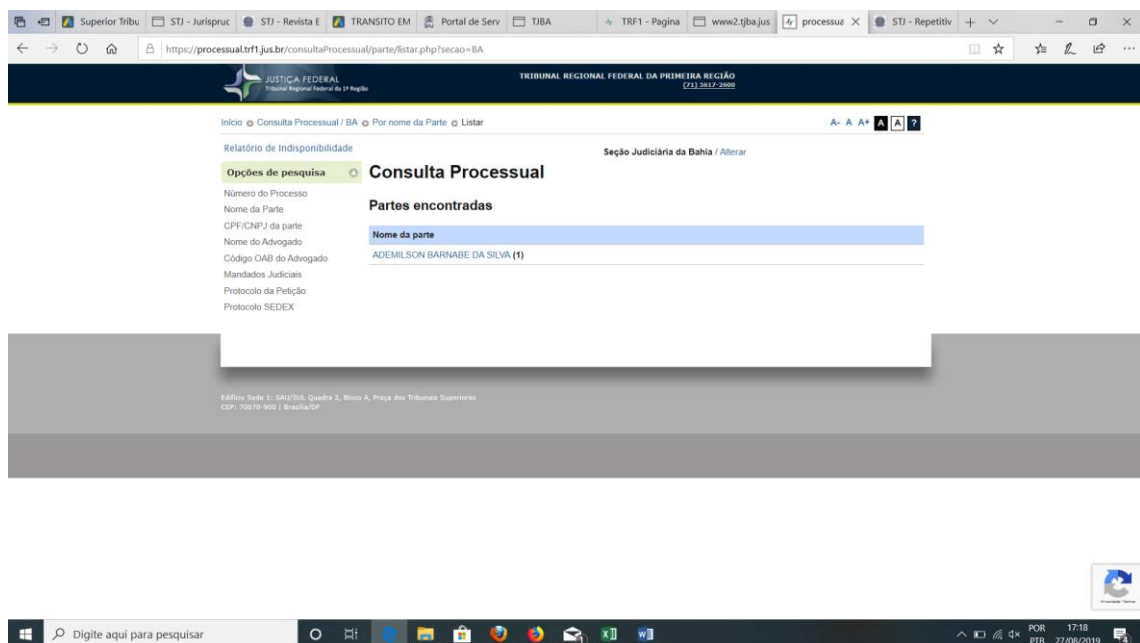 Superior Tribu
STJ - Jurispruc
STJ - Revista E
TRANSITO EM
Portal de Serv
TJBA
TRF1 - Pagina
www2.tjba.jus
processua
STJ - Repetitiv
https://processual.trf1.jus.br/consultaProcessual/parte/listar.php?secao=BA
JUSTIÇA FEDERAL
Tribunal Regional Federal da 1ª Região
TRIBUNAL REGIONAL FEDERAL DA PRIMEIRA REGIÃO
(71) 3617-2600
Início Consulta Processual / BA Por nome da Parte Listar
A- A A+ A A ?
Relatório de Indisponibilidade
Seção Judiciária da Bahia / Alterar
Opções de pesquisa
Número do Processo
Nome da Parte
CPF/CNPJ da parte
Nome do Advogado
Código OAB do Advogado
Mandados Judiciais
Protocolo da Petição
Protocolo SEDEX
Consulta Processual
Partes encontradas
Nome da parte
ADEMILSON BARNABE DA SILVA (1)
Edifício Sede I: SAU/SUL Quadra 2, Bloco A, Praça dos Tribunais Superiores
CEP: 70070-900 | Brasília/DF
Privacidade - Termos
Digite aqui para pesquisar
POR
PTB
17:18
27/08/2019
4